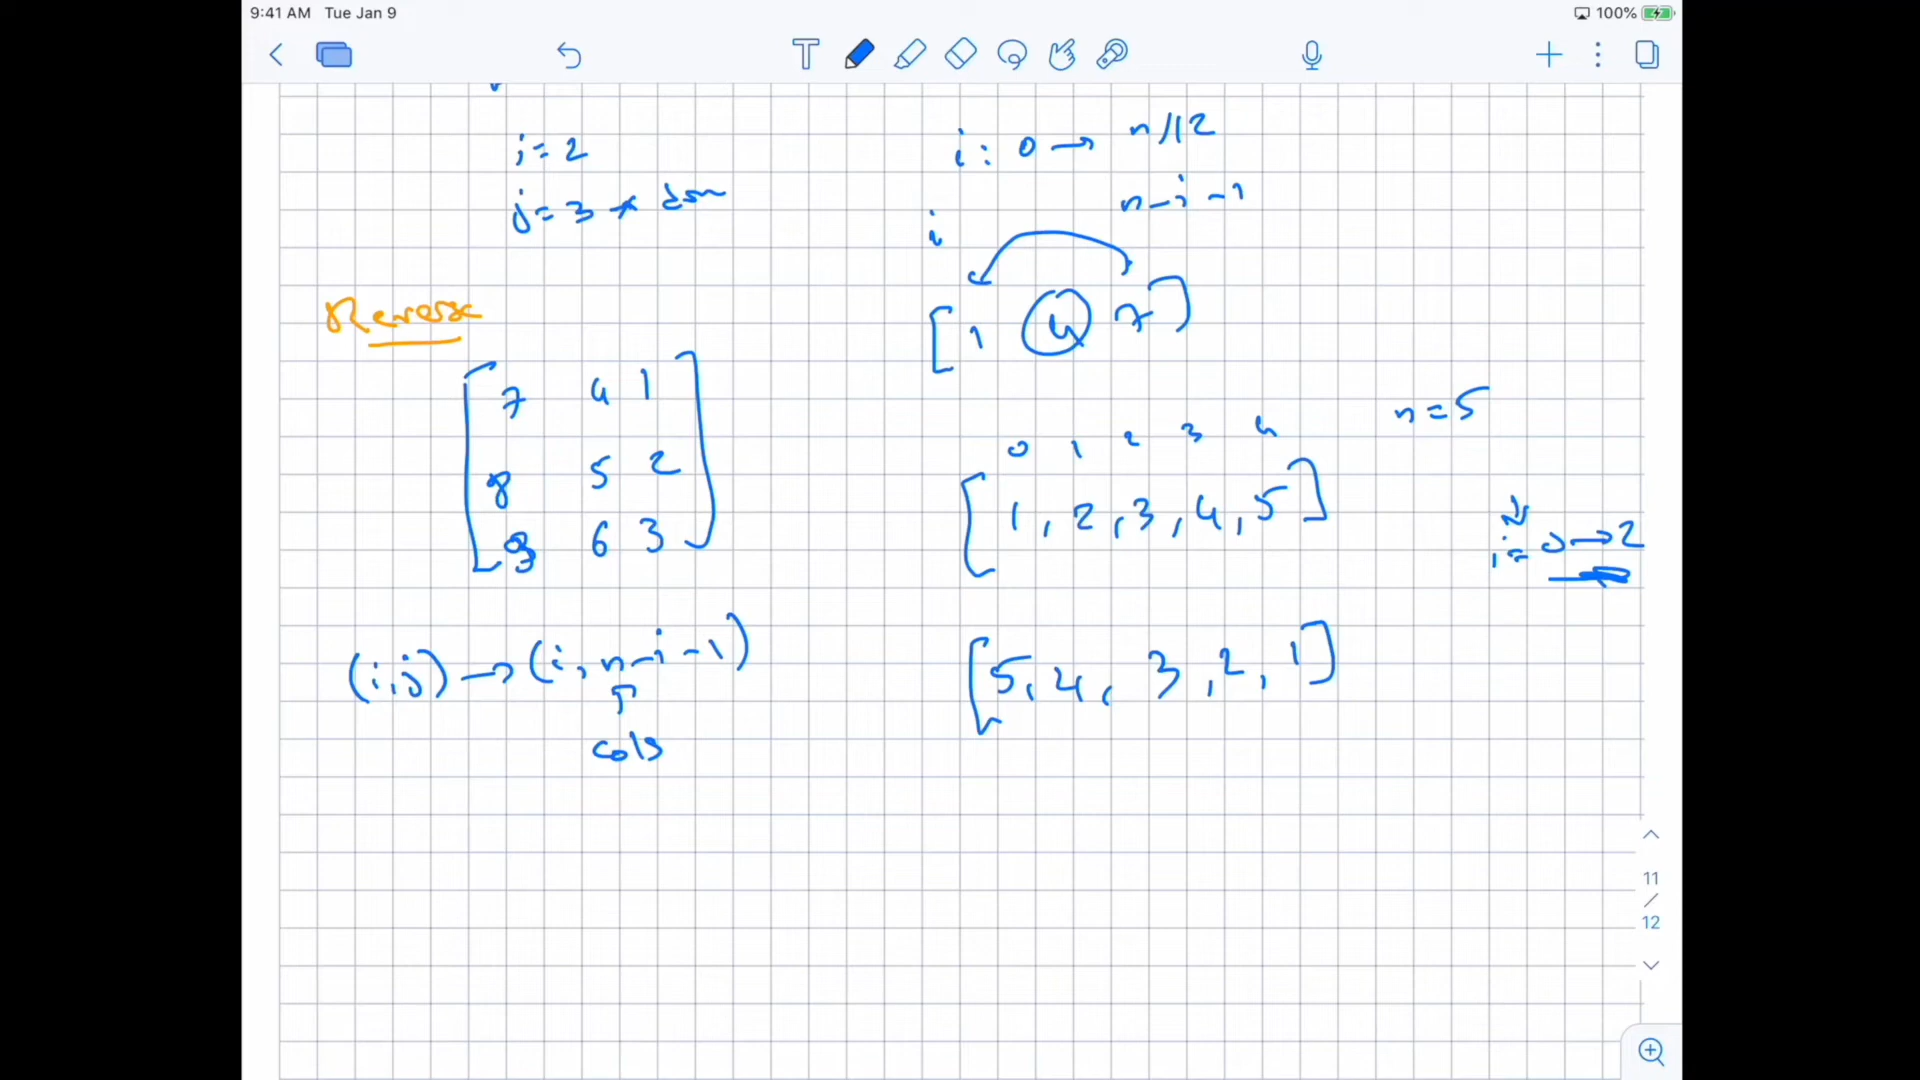 9:41 AM Tue Jan 9
100%
i = 2
j = 3
i : 0 → n//2
n-i-1
i
Reverse
[1 4 7]
7 4 1
8 5 2
9 6 3
n = 5
0 1 2 3 4
[1, 2, 3, 4, 5]
i = 0 → 2
(i,j) → (i, n-i-1)
cols
[5, 4, 3, 2, 1]
11
/
12